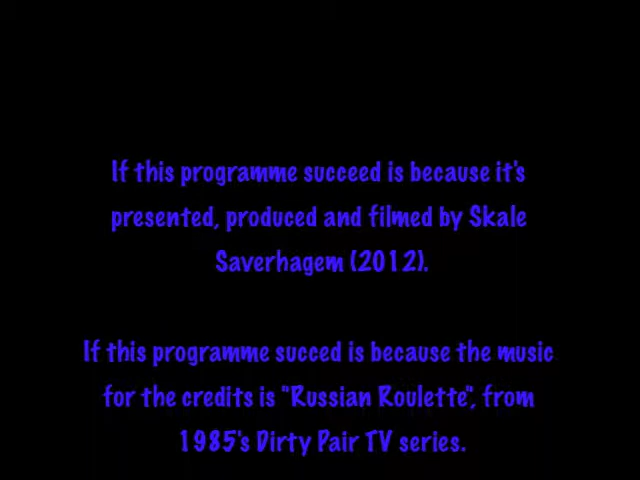 If this programme succeed is because it's
presented, produced and filmed by Skale
Saverhagem (2012).
If this programme succed is because the music
for the credits is "Russian Roulette", from
1985's Dirty Pair TV series.